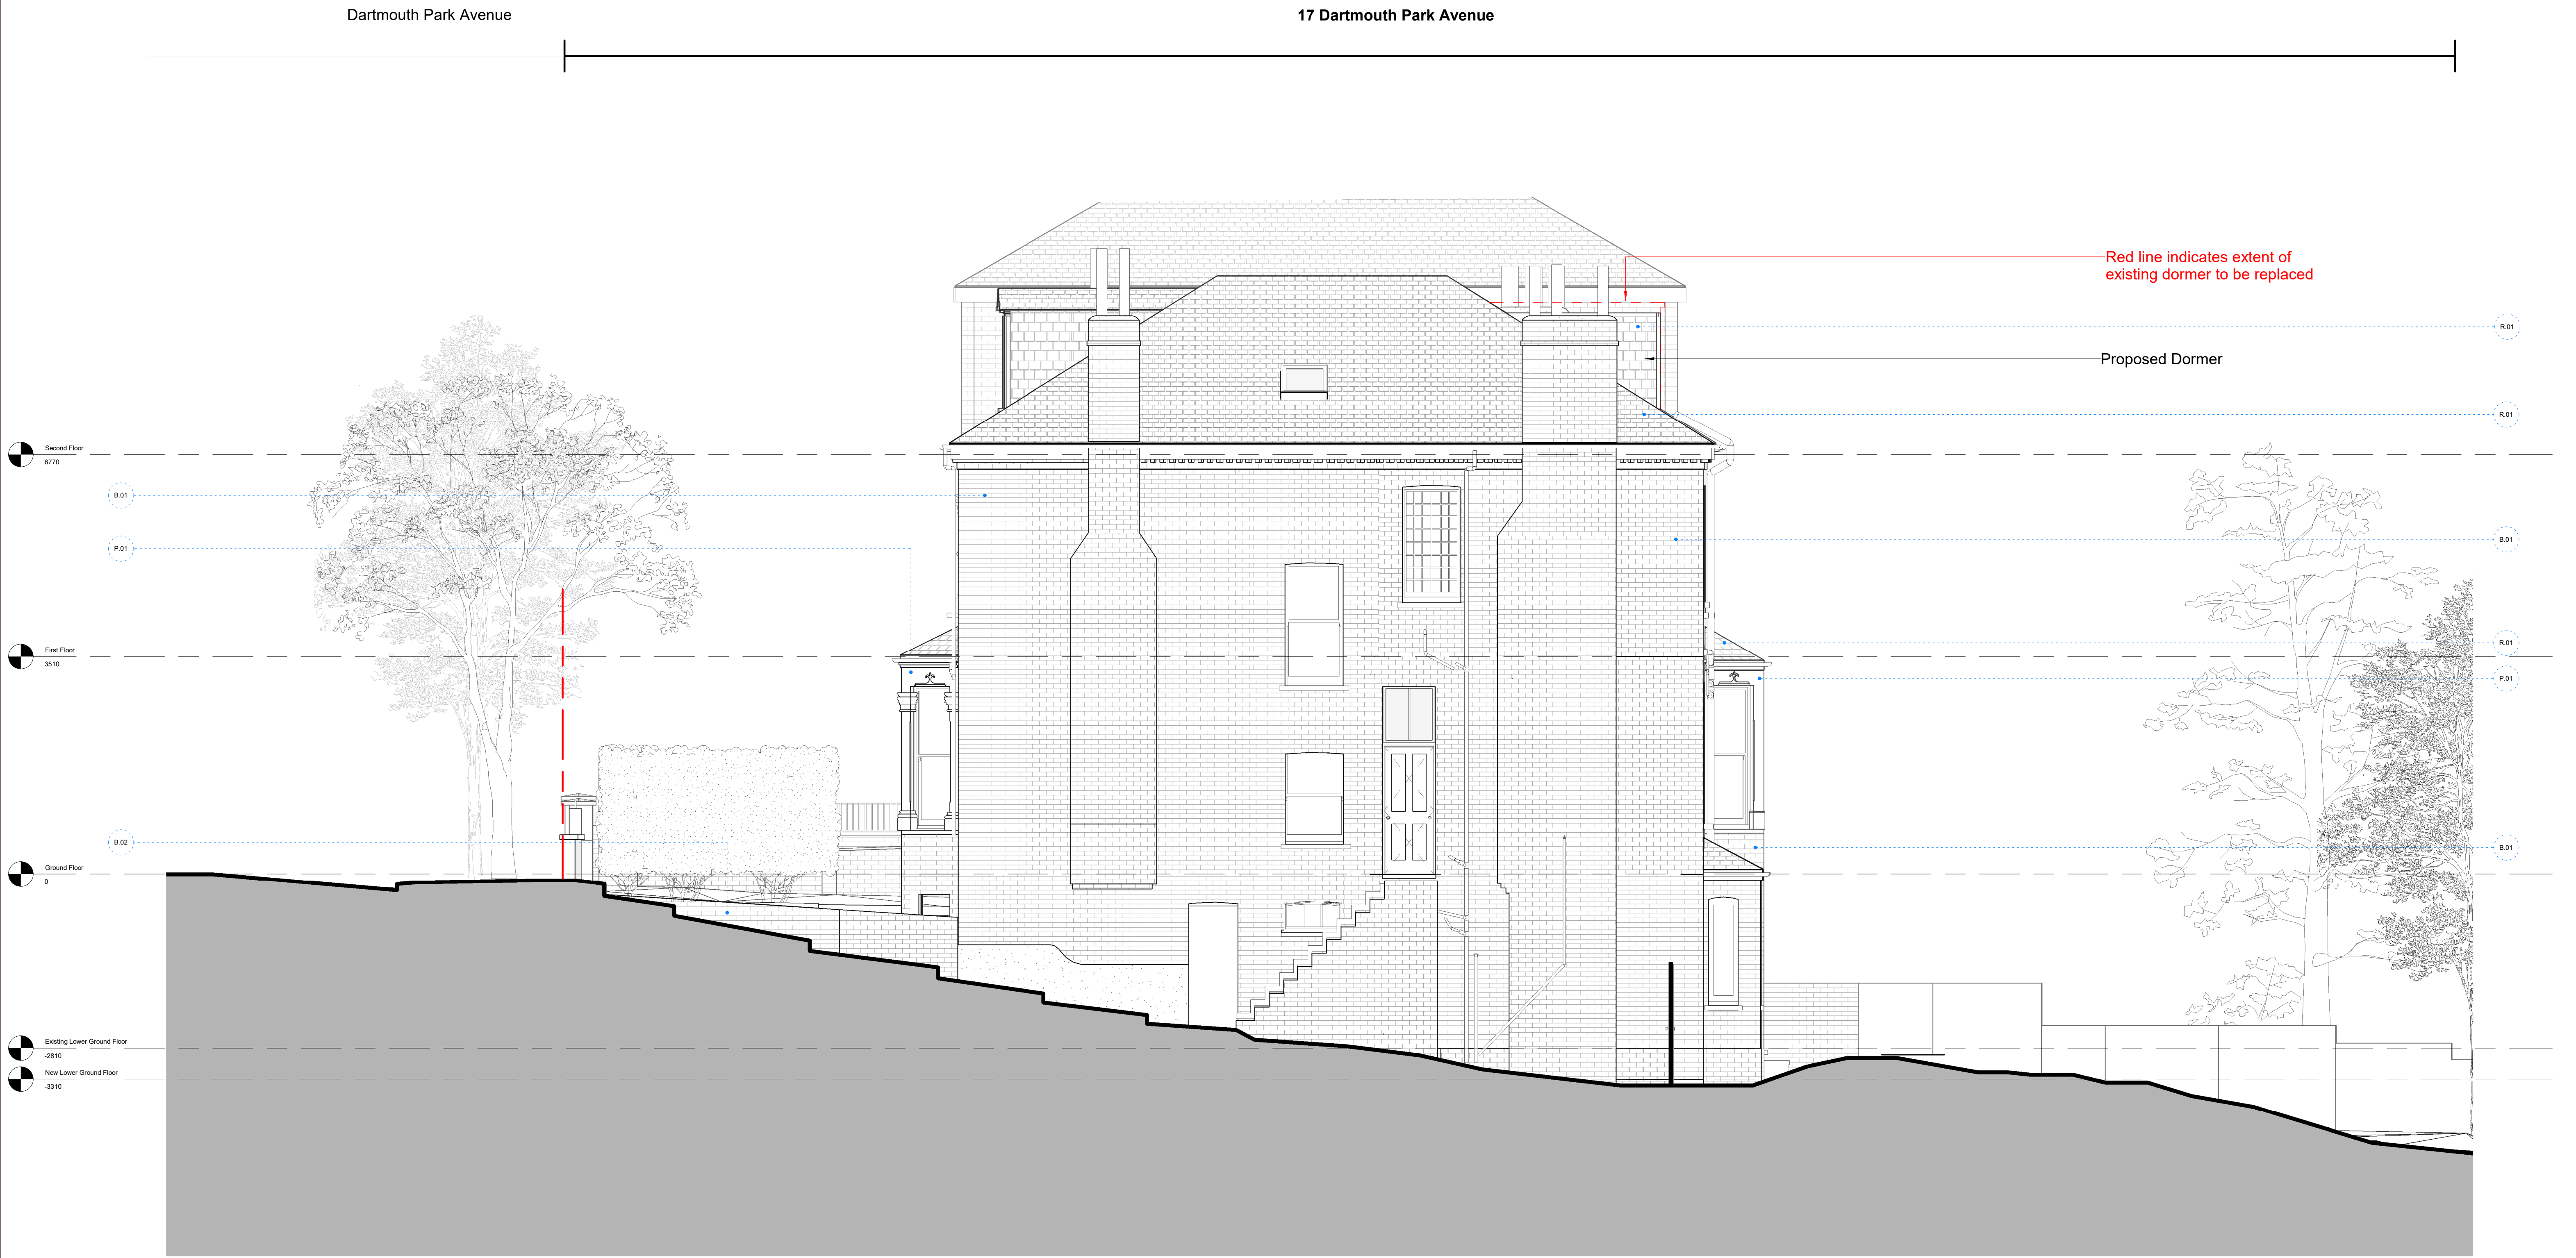 Dartmouth Park Avenue
17 Dartmouth Park Avenue
Red line indicates extent of
existing dormer to be replaced
R.01
Proposed Dormer
R.01
Second Floor
6770
B.01
B.01
P.01
First Floor
3510
R.01
P.01
B.02
B.01
Ground Floor
0
Existing Lower Ground Floor
-2810
New Lower Ground Floor
-3310